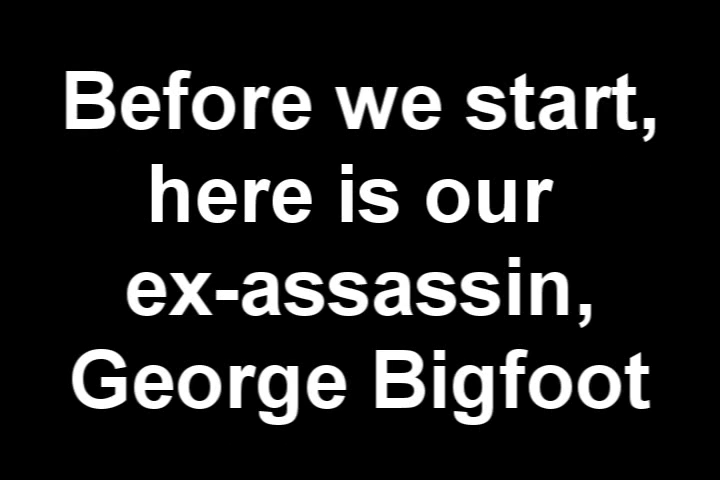 Before we start,
here is our
ex-assassin,
George Bigfoot